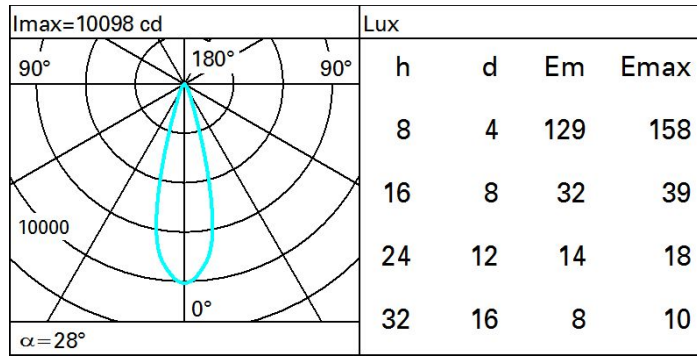 Imax=10098 cd
Lux
90° 180° 90°
10000
0°
α=28°
h d Em Emax
8 4 129 158
16 8 32 39
24 12 14 18
32 16 8 10